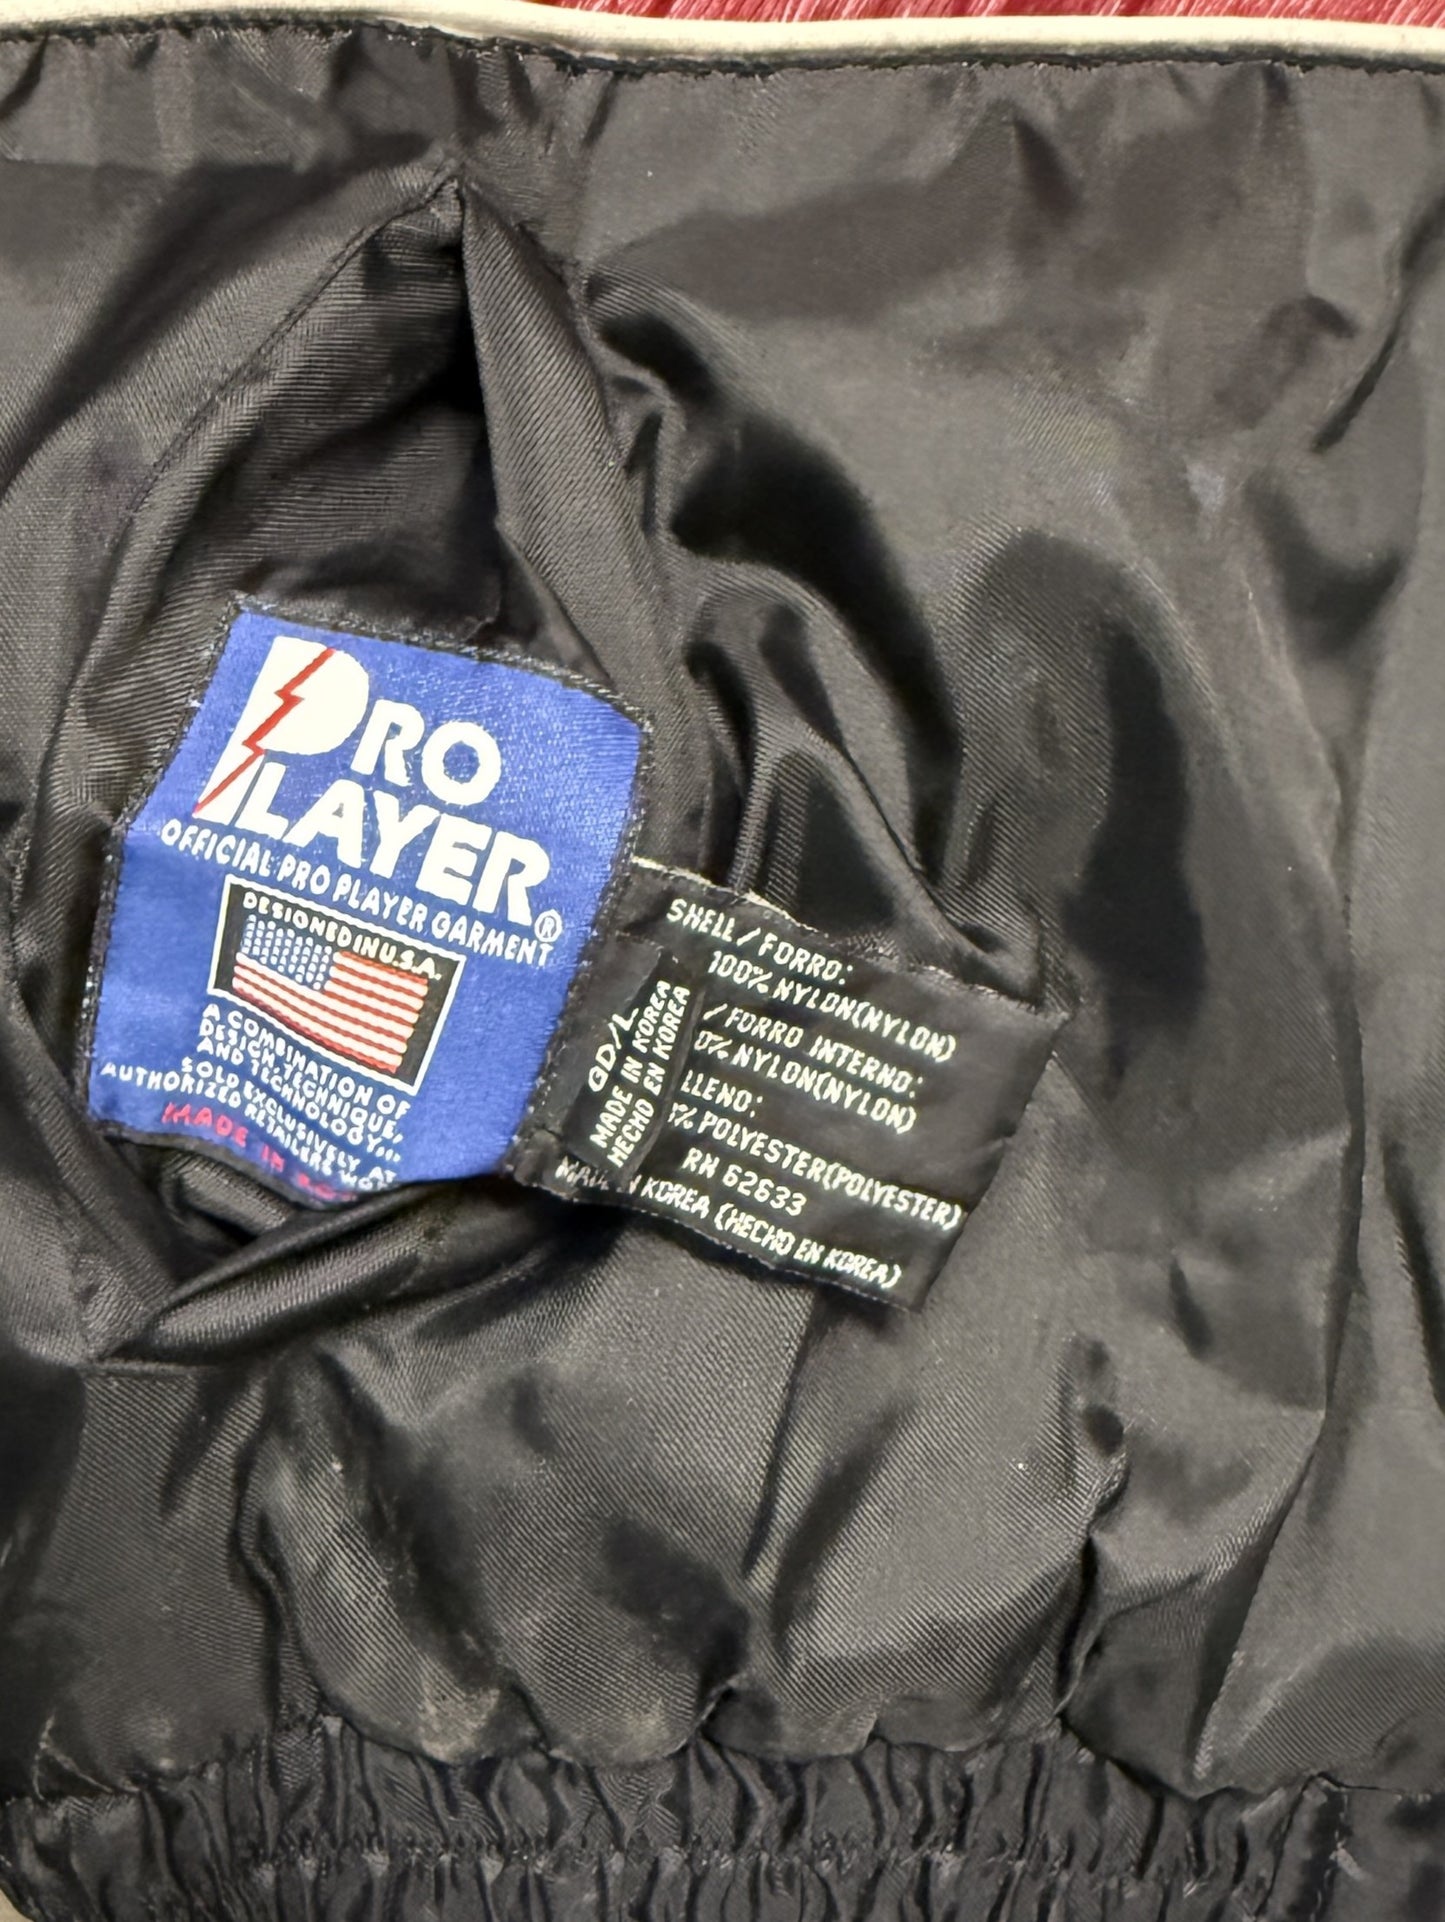 PRO
PLAYER®
OFFICIAL PRO PLAYER GARMENT
DESIGNED IN U.S.A.
A COMBINATION OF
DESIGN, TECHNIQUE,
AND TECHNOLOGY...
SOLD EXCLUSIVELY AT
AUTHORIZED RETAILERS
MADE IN
GD/L
MADE IN KOREA
HECHO EN KOREA
SHELL/FORRO:
100% NYLON(NYLON)
/FORRO INTERNO:
0% NYLON(NYLON)
LLENO:
% POLYESTER(POLYESTER)
RN 62633
KOREA (HECHO EN KOREA)